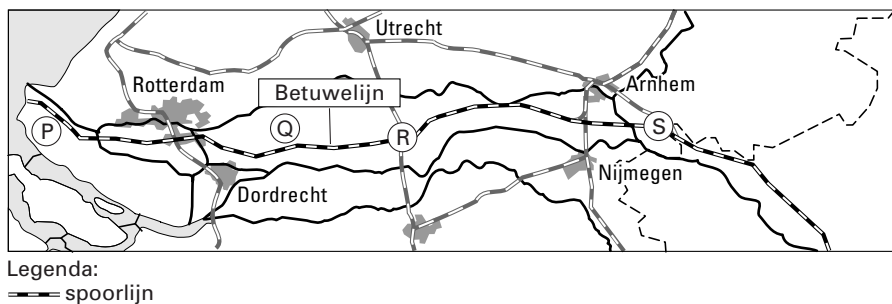 Utrecht
Rotterdam
Arnhem
Betuwelijn
P
Q
R
S
Dordrecht
Nijmegen
Legenda:
spoorlijn